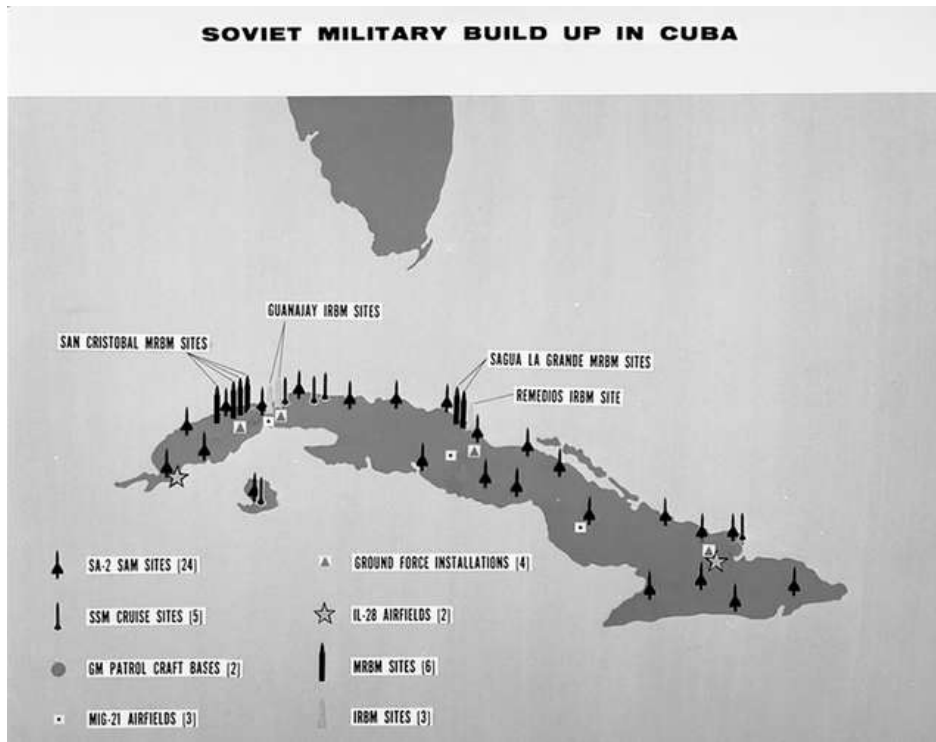 SOVIET MILITARY BUILD UP IN CUBA
GUANAJAY IRBM SITES
SAN CRISTOBAL MRBM SITES
SAGUA LA GRANDE MRBM SITES
REMEDIOS IRBM SITE
SA-2 SAM SITES [24]
GROUND FORCE INSTALLATIONS [4]
SSM CRUISE SITES [5]
IL-28 AIRFIELDS [2]
GM PATROL CRAFT BASES [2]
MRBM SITES [6]
MIG-21 AIRFIELDS [3]
IRBM SITES [3]